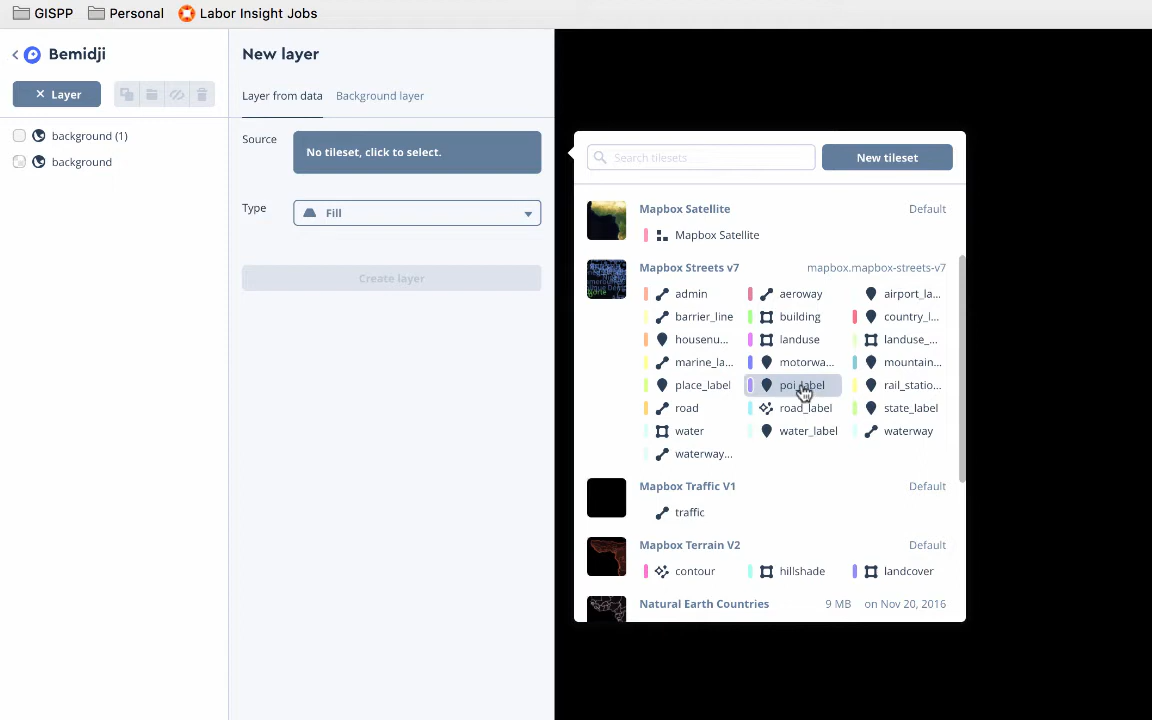 GISPP Personal Labor Insight Jobs
Bemidji
Layer
background (1)
background
New layer
Layer from data Background layer
Source No tileset, click to select.
Type Fill
Create layer
Search tilesets New tileset
Mapbox Satellite Default
Mapbox Satellite
Mapbox Streets v7 mapbox.mapbox-streets-v7
admin aeroway airport_la...
barrier_line building country_l...
housenu... landuse landuse_...
marine_la... motorwa... mountain...
place_label poi_label rail_statio...
road road_label state_label
water water_label waterway
waterway...
Mapbox Traffic V1 Default
traffic
Mapbox Terrain V2 Default
contour hillshade landcover
Natural Earth Countries 9 MB on Nov 20, 2016